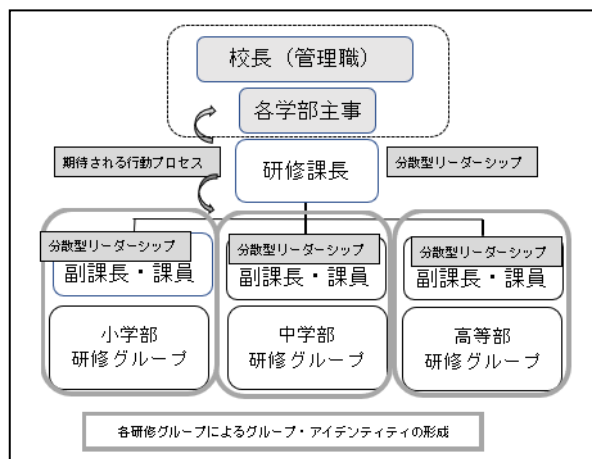 校長（管理職）
各学部主事
期待される行動プロセス
研修課長
分散型リーダーシップ
分散型リーダーシップ
副課長・課員
分散型リーダーシップ
副課長・課員
分散型リーダーシップ
副課長・課員
小学部
研修グループ
中学部
研修グループ
高等部
研修グループ
各研修グループによるグループ・アイデンティティの形成